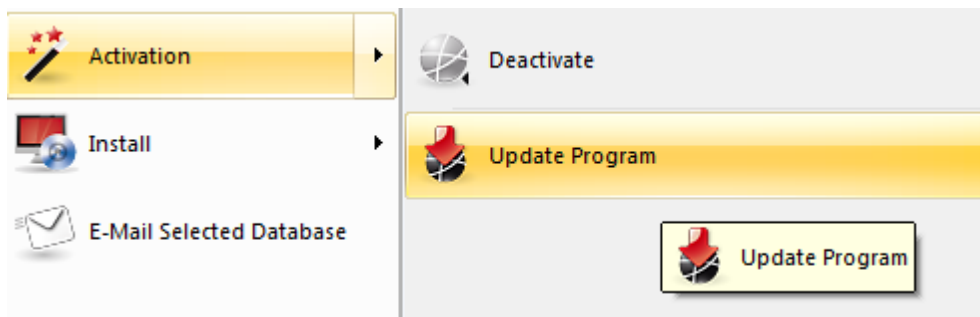 Activation
Install
E-Mail Selected Database
Deactivate
Update Program
Update Program